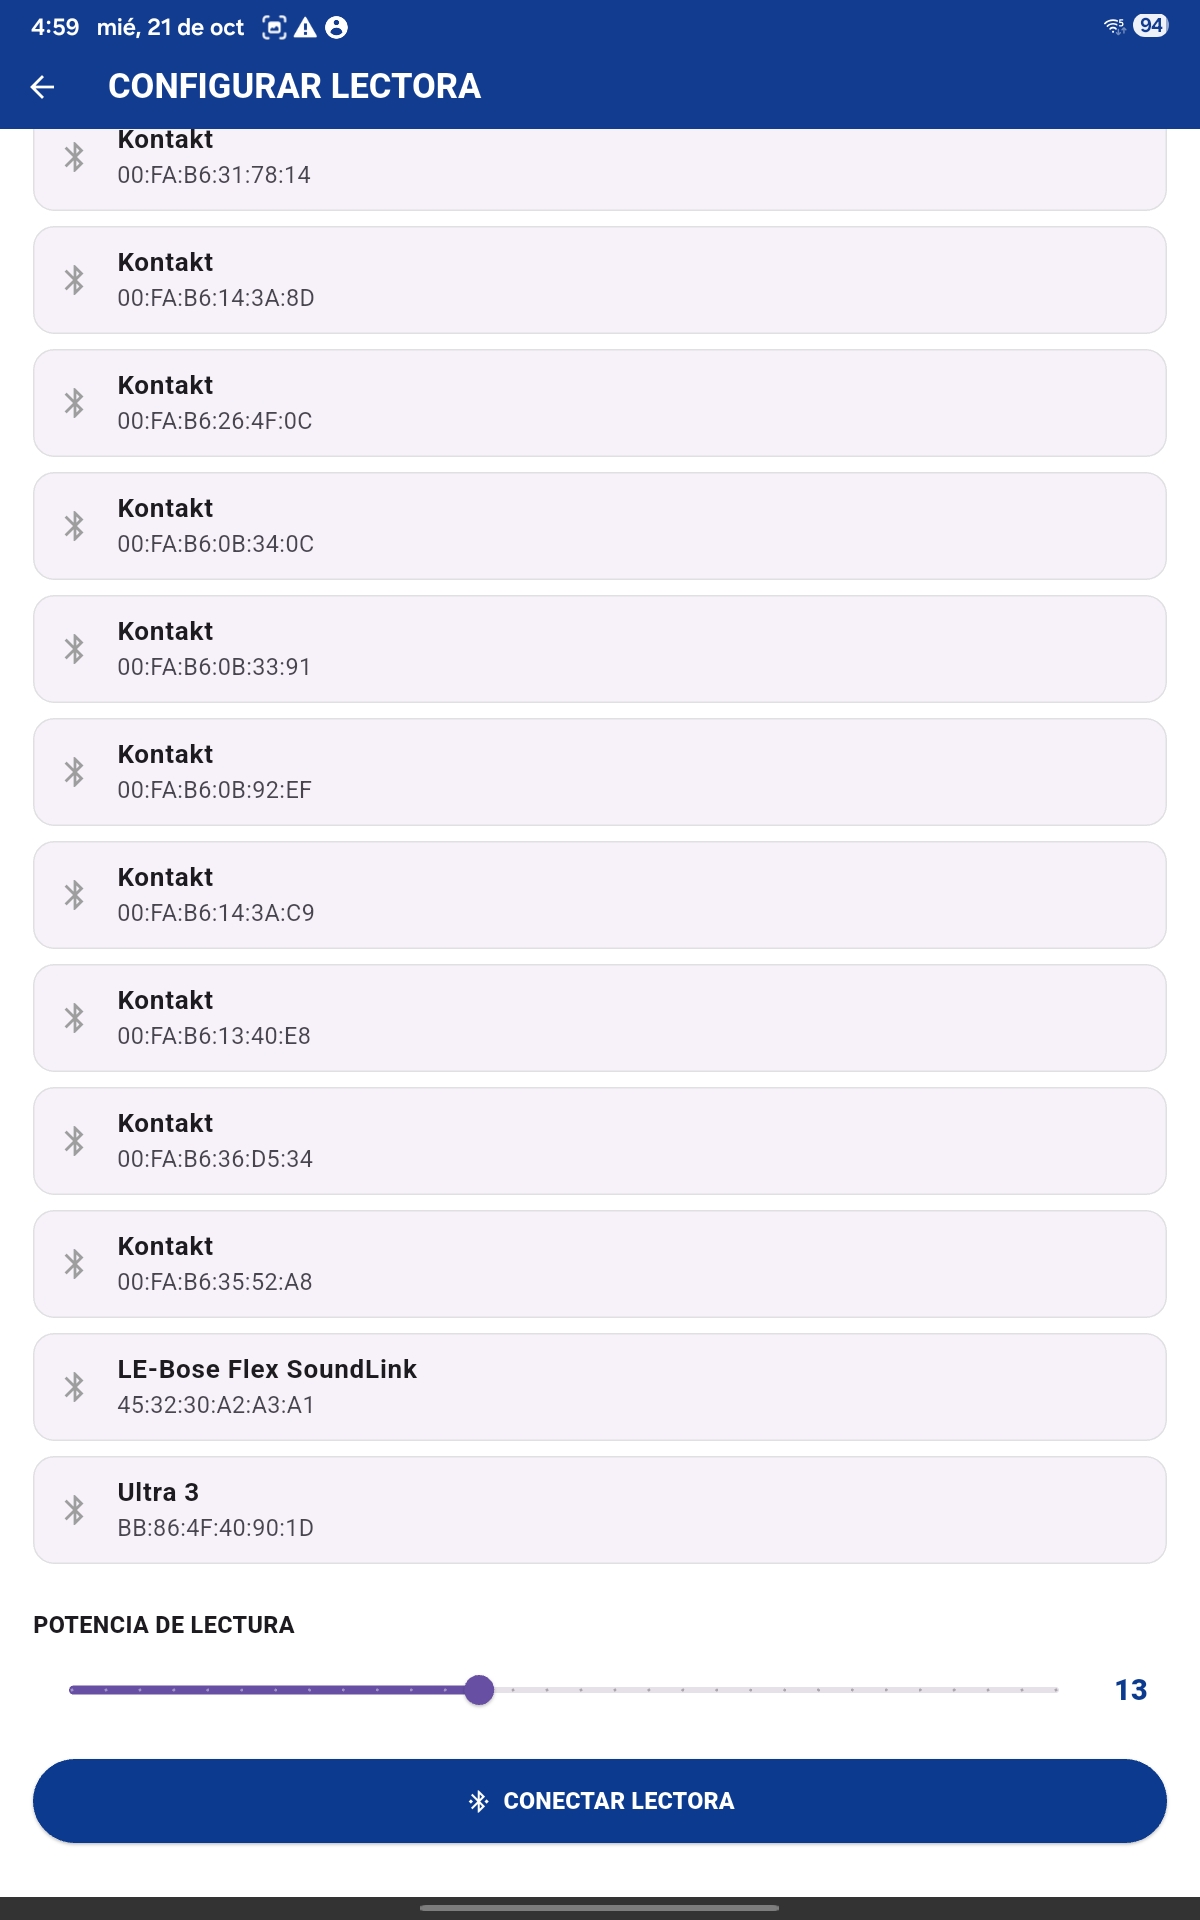 4:59 mié, 21 de oct 5 94
CONFIGURAR LECTORA
Kontakt
00:FA:B6:31:78:14
Kontakt
00:FA:B6:14:3A:8D
Kontakt
00:FA:B6:26:4F:0C
Kontakt
00:FA:B6:0B:34:0C
Kontakt
00:FA:B6:0B:33:91
Kontakt
00:FA:B6:0B:92:EF
Kontakt
00:FA:B6:14:3A:C9
Kontakt
00:FA:B6:13:40:E8
Kontakt
00:FA:B6:36:D5:34
Kontakt
00:FA:B6:35:52:A8
LE-Bose Flex SoundLink
45:32:30:A2:A3:A1
Ultra 3
BB:86:4F:40:90:1D
POTENCIA DE LECTURA
13
CONECTAR LECTORA